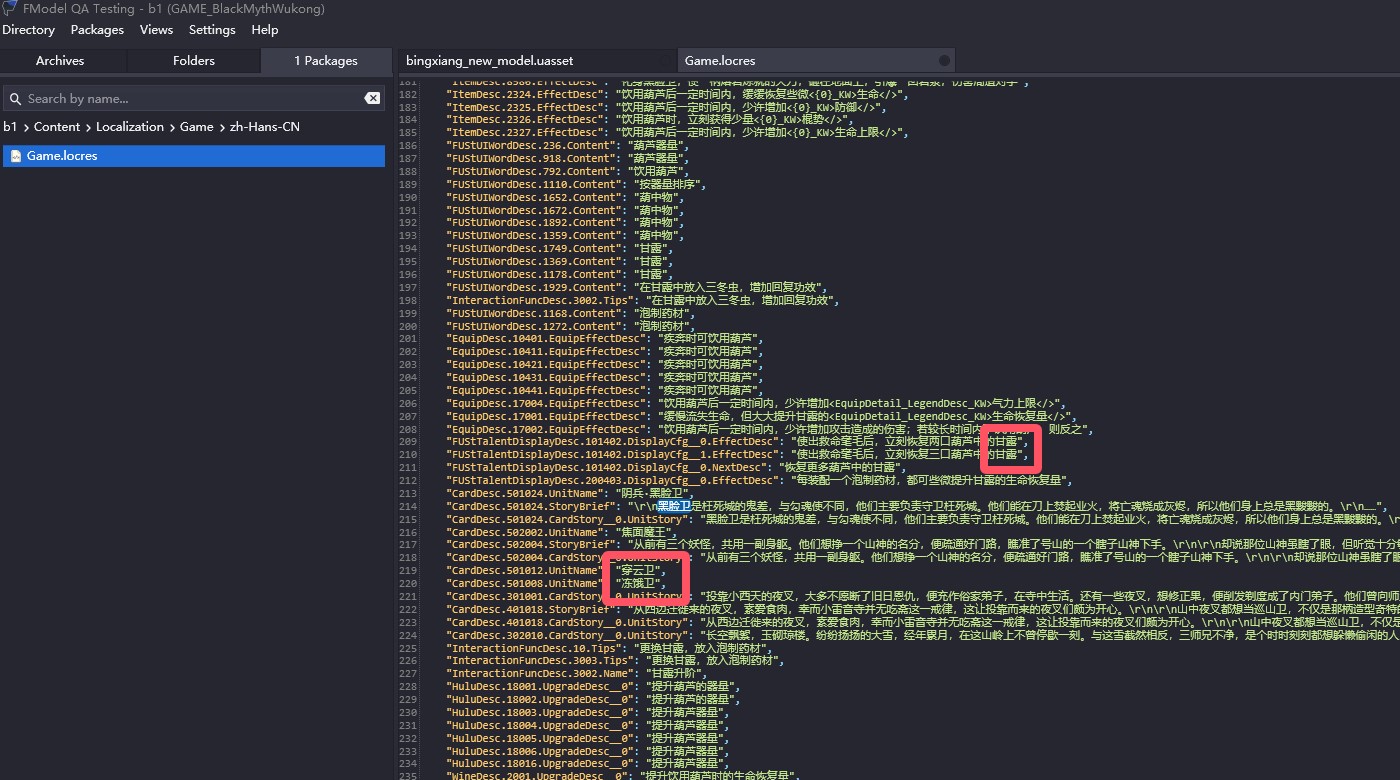 FModel QA Testing - b1 (GAME_BlackMythWukong)
Directory Packages Views Settings Help
Archives Folders 1 Packages
bingxiang_new_model.uasset Game.locres
Search by name...
b1 > Content > Localization > Game > zh-Hans-CN
Game.locres
182 "ItemDesc.2324.EffectDesc": "饮用葫芦后一定时间内，缓缓恢复些微<{0}_KW>生命</>",
183 "ItemDesc.2325.EffectDesc": "饮用葫芦后一定时间内，少许增加<{0}_KW>防御</>",
184 "ItemDesc.2326.EffectDesc": "饮用葫芦时，立刻获得少量<{0}_KW>棍势</>",
185 "ItemDesc.2327.EffectDesc": "饮用葫芦后一定时间内，少许增加<{0}_KW>生命上限</>",
186 "FUStUIWordDesc.236.Content": "葫芦器量",
187 "FUStUIWordDesc.918.Content": "葫芦器量",
188 "FUStUIWordDesc.792.Content": "饮用葫芦",
189 "FUStUIWordDesc.1110.Content": "按器量排序",
190 "FUStUIWordDesc.1652.Content": "葫中物",
191 "FUStUIWordDesc.1672.Content": "葫中物",
192 "FUStUIWordDesc.1892.Content": "葫中物",
193 "FUStUIWordDesc.1359.Content": "葫中物",
194 "FUStUIWordDesc.1749.Content": "甘露",
195 "FUStUIWordDesc.1369.Content": "甘露",
196 "FUStUIWordDesc.1178.Content": "甘露",
197 "FUStUIWordDesc.1929.Content": "在甘露中放入三冬虫，增加回复功效",
198 "InteractionFuncDesc.3002.Tips": "在甘露中放入三冬虫，增加回复功效",
199 "FUStUIWordDesc.1168.Content": "泡制药材",
200 "FUStUIWordDesc.1272.Content": "泡制药材",
201 "EquipDesc.10401.EquipEffectDesc": "疾奔时可饮用葫芦",
202 "EquipDesc.10411.EquipEffectDesc": "疾奔时可饮用葫芦",
203 "EquipDesc.10421.EquipEffectDesc": "疾奔时可饮用葫芦",
204 "EquipDesc.10431.EquipEffectDesc": "疾奔时可饮用葫芦",
205 "EquipDesc.10441.EquipEffectDesc": "疾奔时可饮用葫芦",
206 "EquipDesc.17004.EquipEffectDesc": "饮用葫芦后一定时间内，少许增加<EquipDetail_LegendDesc_KW>气力上限</>",
207 "EquipDesc.17001.EquipEffectDesc": "缓慢流失生命，但大大提升甘露的<EquipDetail_LegendDesc_KW>生命恢复量</>",
208 "EquipDesc.17002.EquipEffectDesc": "饮用葫芦后一定时间内，少许增加攻击造成的伤害；若较长时间内 则反之",
209 "FUStTalentDisplayDesc.101402.DisplayCfg__0.EffectDesc": "使出救命毫毛后，立刻恢复两口葫芦中的甘露",
210 "FUStTalentDisplayDesc.101402.DisplayCfg__1.EffectDesc": "使出救命毫毛后，立刻恢复三口葫芦中的甘露",
211 "FUStTalentDisplayDesc.101402.DisplayCfg__0.NextDesc": "恢复更多葫芦中的甘露",
212 "FUStTalentDisplayDesc.200403.DisplayCfg__0.EffectDesc": "每装配一个泡制药材，都可些微提升甘露的生命恢复量",
213 "CardDesc.501024.UnitName": "阴兵·黑脸卫",
214 "CardDesc.501024.StoryBrief": "\r\n黑脸卫是枉死城的鬼差，与勾魂使不同，他们主要负责守卫枉死城。他们能在刀上焚起业火，将亡魂烧成灰烬，所以他们身上总是黑黢黢的。\r\n__",
215 "CardDesc.501024.CardStory__0.UnitStory": "黑脸卫是枉死城的鬼差，与勾魂使不同，他们主要负责守卫枉死城。他们能在刀上焚起业火，将亡魂烧成灰烬，所以他们身上总是黑黢黢的。\r\
216 "CardDesc.502004.UnitName": "焦面魔王",
217 "CardDesc.502004.StoryBrief": "从前有三个妖怪，共用一副身躯。他们想挣一个山神的名分，便疏通好门路，瞧准了号山的一个瞎子山神下手。\r\n\r\n却说那位山神虽瞎了眼，但听觉十分
218 "CardDesc.502004.CardStory__0.UnitStory": "从前有三个妖怪，共用一副身躯。他们想挣一个山神的名分，便疏通好门路，瞧准了号山的一个瞎子山神下手。\r\n\r\n却说那位山神虽瞎了眼
219 "CardDesc.501012.UnitName": "穿云卫",
220 "CardDesc.501008.UnitName": "冻饿卫",
221 "CardDesc.301001.CardStory__0.UnitStory": "投靠小西天的夜叉，大多不愿断了旧日恩仇，便充作俗家弟子，在寺中生活。还有一些夜叉，想修正果，便削发剃度成了内门弟子。他们曾向师
222 "CardDesc.401018.StoryBrief": "从西边迁徙来的夜叉，素爱食肉，幸而小雷音寺并无吃斋这一戒律，这让投靠而来的夜叉们颇为开心。\r\n\r\n山中夜叉都想当巡山卫，不仅是那柄造型奇特的
223 "CardDesc.401018.CardStory__0.UnitStory": "从西边迁徙来的夜叉，素爱食肉，幸而小雷音寺并无吃斋这一戒律，这让投靠而来的夜叉们颇为开心。\r\n\r\n山中夜叉都想当巡山卫，不仅是
224 "CardDesc.302010.CardStory__0.UnitStory": "长空飘絮，玉砌琼楼。纷纷扬扬的大雪，经年累月，在这山岭上不曾停歇一刻。与这雪截然相反，三师兄不净，是个时时刻刻都想躲懒偷闲的人
225 "InteractionFuncDesc.10.Tips": "更换甘露，放入泡制药材",
226 "InteractionFuncDesc.3003.Tips": "更换甘露，放入泡制药材",
227 "InteractionFuncDesc.3002.Name": "甘露升阶",
228 "HuluDesc.18001.UpgradeDesc__0": "提升葫芦的器量",
229 "HuluDesc.18002.UpgradeDesc__0": "提升葫芦的器量",
230 "HuluDesc.18003.UpgradeDesc__0": "提升葫芦器量",
231 "HuluDesc.18004.UpgradeDesc__0": "提升葫芦器量",
232 "HuluDesc.18005.UpgradeDesc__0": "提升葫芦器量",
233 "HuluDesc.18006.UpgradeDesc__0": "提升葫芦器量",
234 "HuluDesc.18016.UpgradeDesc__0": "提升葫芦器量",
235 "WineDesc.2001.UpgradeDesc__0": "提升饮用葫芦时的生命恢复量",